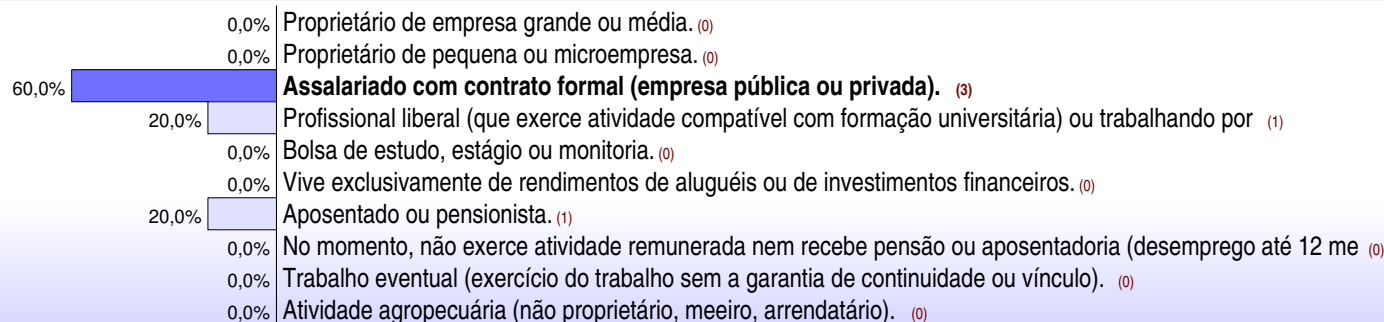 0,0% Proprietário de empresa grande ou média. (0)
0,0% Proprietário de pequena ou microempresa. (0)
60,0% Assalariado com contrato formal (empresa pública ou privada). (3)
20,0% Profissional liberal (que exerce atividade compatível com formação universitária) ou trabalhando por (1)
0,0% Bolsa de estudo, estágio ou monitoria. (0)
0,0% Vive exclusivamente de rendimentos de aluguéis ou de investimentos financeiros. (0)
20,0% Aposentado ou pensionista. (1)
0,0% No momento, não exerce atividade remunerada nem recebe pensão ou aposentadoria (desemprego até 12 me (0)
0,0% Trabalho eventual (exercício do trabalho sem a garantia de continuidade ou vínculo). (0)
0,0% Atividade agropecuária (não proprietário, meeiro, arrendatário). (0)